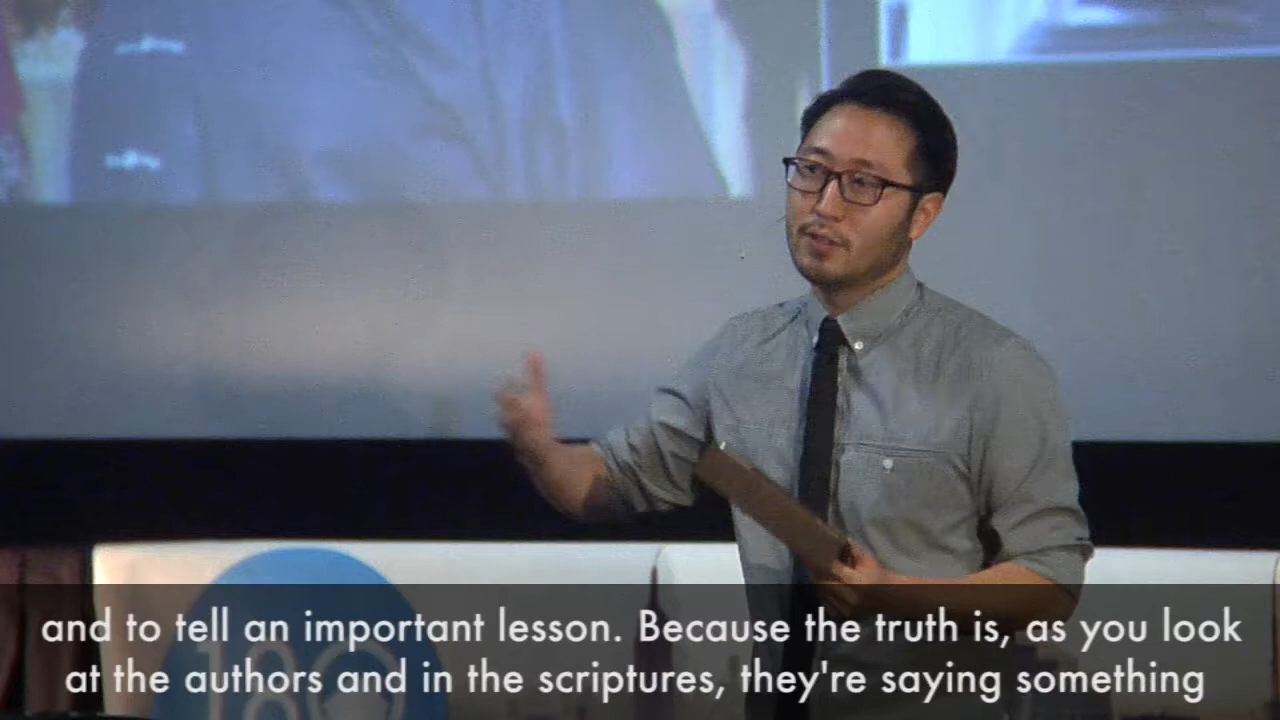 and to tell an important lesson. Because the truth is, as you look
at the authors and in the scriptures, they're saying something
180